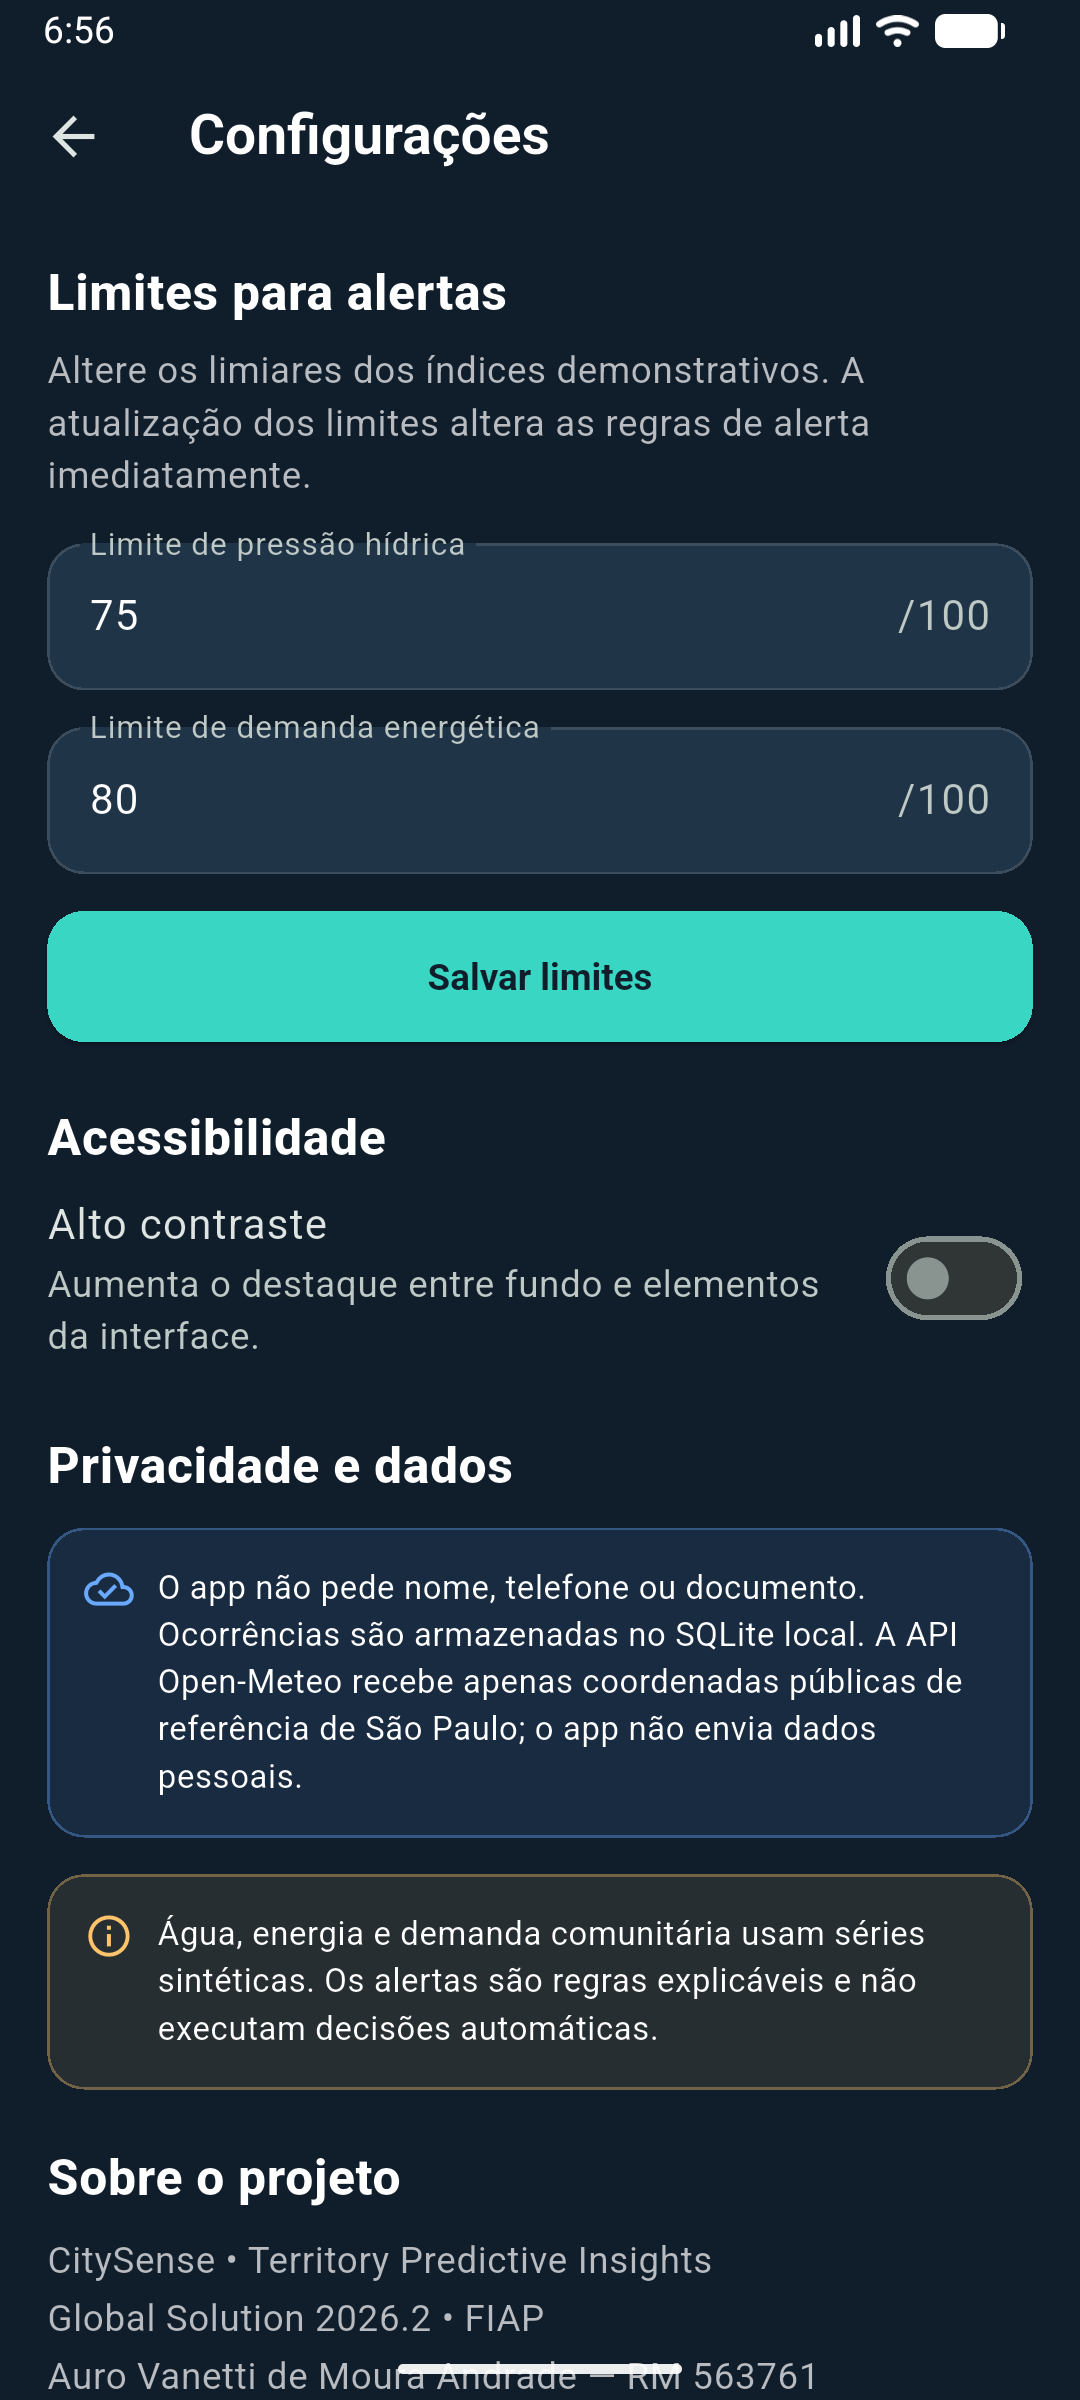 6:56
Configurações
Limites para alertas
Altere os limiares dos índices demonstrativos. A
atualização dos limites altera as regras de alerta
imediatamente.
Limite de pressão hídrica
75 /100
Limite de demanda energética
80 /100
Salvar limites
Acessibilidade
Alto contraste
Aumenta o destaque entre fundo e elementos
da interface.
Privacidade e dados
O app não pede nome, telefone ou documento.
Ocorrências são armazenadas no SQLite local. A API
Open-Meteo recebe apenas coordenadas públicas de
referência de São Paulo; o app não envia dados
pessoais.
Água, energia e demanda comunitária usam séries
sintéticas. Os alertas são regras explicáveis e não
executam decisões automáticas.
Sobre o projeto
CitySense • Territory Predictive Insights
Global Solution 2026.2 • FIAP
Auro Vanetti de Moura Andrade — RM 563761